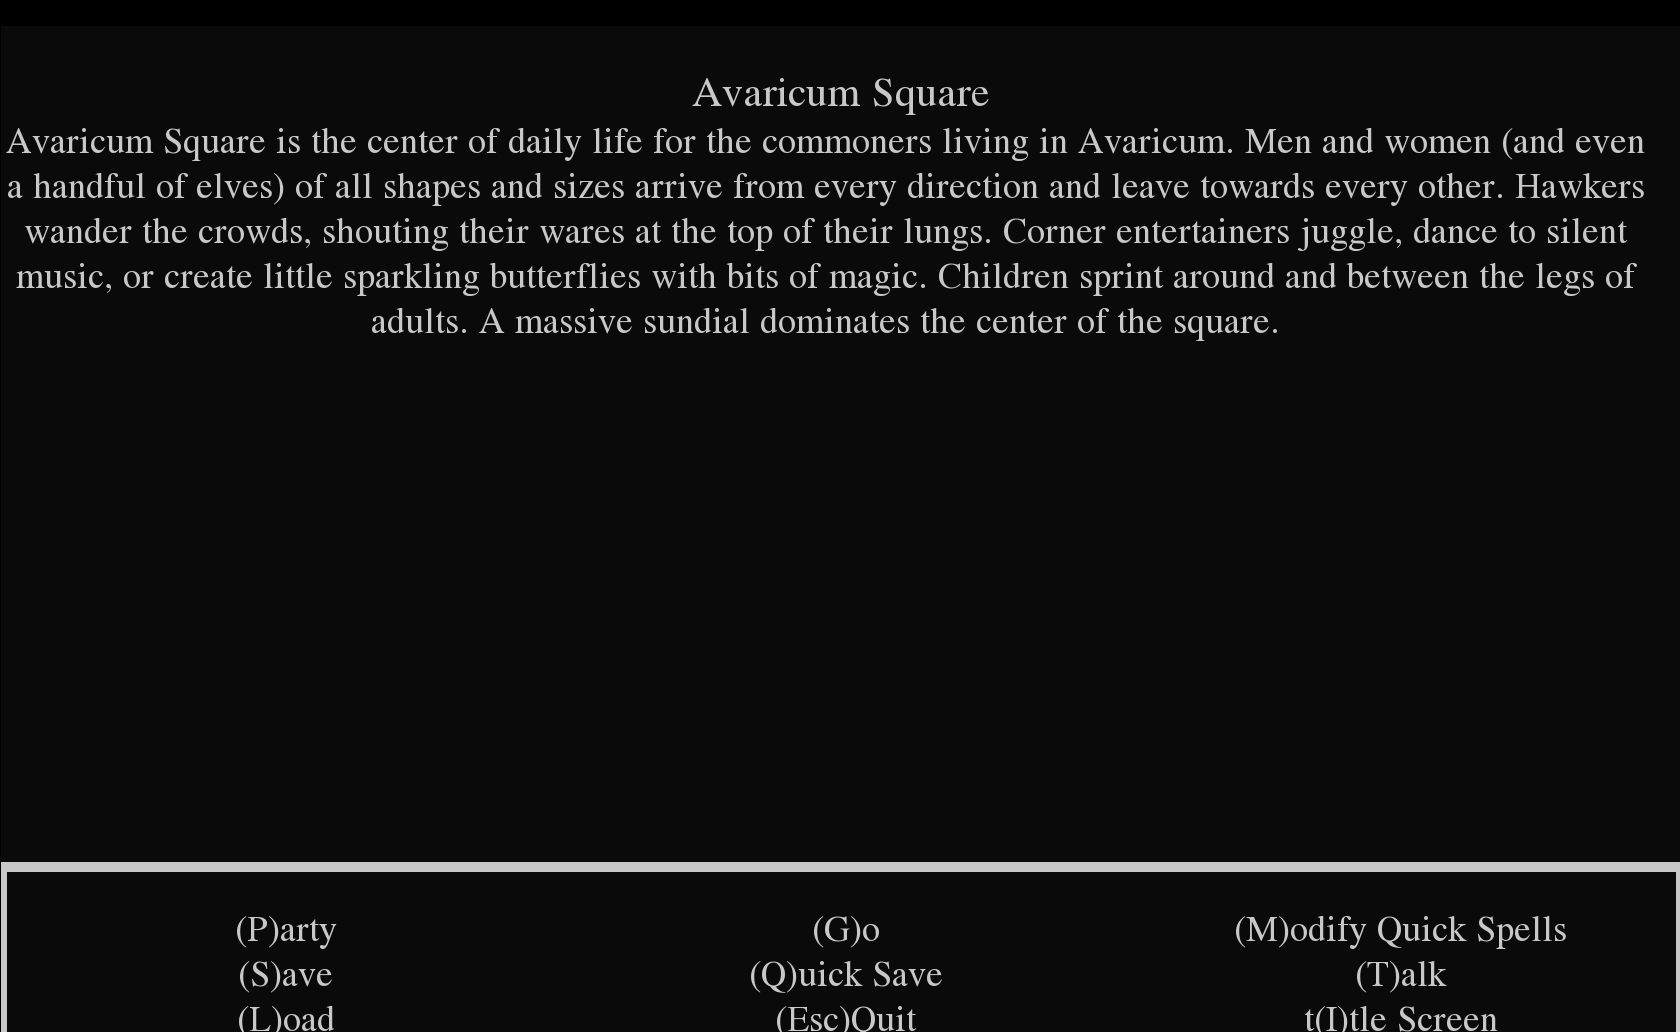 Avaricum Square
Avaricum Square is the center of daily life for the commoners living in Avaricum. Men and women (and even
a handful of elves) of all shapes and sizes arrive from every direction and leave towards every other. Hawkers
wander the crowds, shouting their wares at the top of their lungs. Corner entertainers juggle, dance to silent
music, or create little sparkling butterflies with bits of magic. Children sprint around and between the legs of
adults. A massive sundial dominates the center of the square.
(P)arty (G)o (M)odify Quick Spells
(S)ave (Q)uick Save (T)alk
(L)oad (Esc)Quit t(I)tle Screen